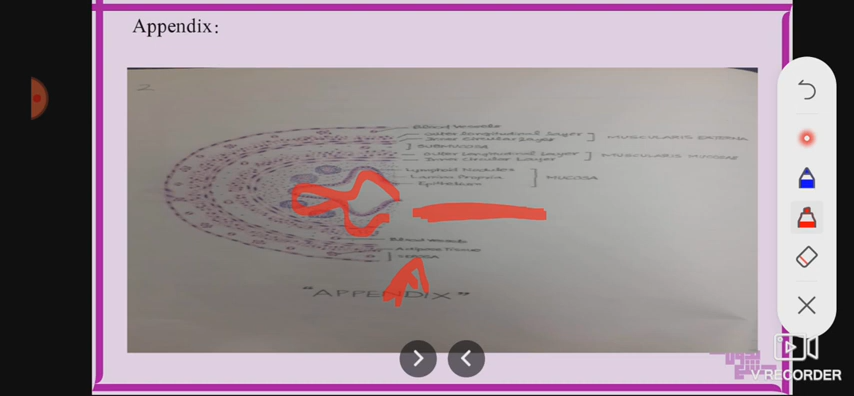 Appendix:
2
Blood Vessels
Outer Longitudinal Layer
Inner Circular Layer
MUSCULARIS EXTERNA
SUBMUCOSA
Outer Longitudinal Layer
Inner Circular Layer
MUSCULARIS MUCOSAE
Lymphoid Nodules
Lamina Propria
Epithelium
MUCOSA
Blood Vessels
Adipose Tissue
SEROSA
"APPENDIX"
V RECORDER